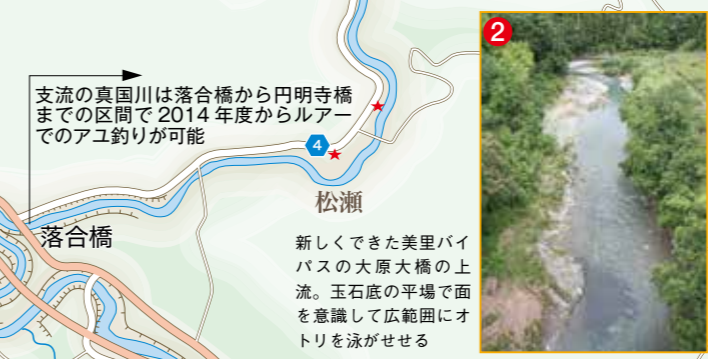 支流の真国川は落合橋から円明寺橋
までの区間で2014年度からルアー
でのアユ釣りが可能
4
松瀬
落合橋
新しくできた美里バイ
パスの大原大橋の上
流。玉石底の平場で面
を意識して広範囲にオ
トリを泳がせせる
2